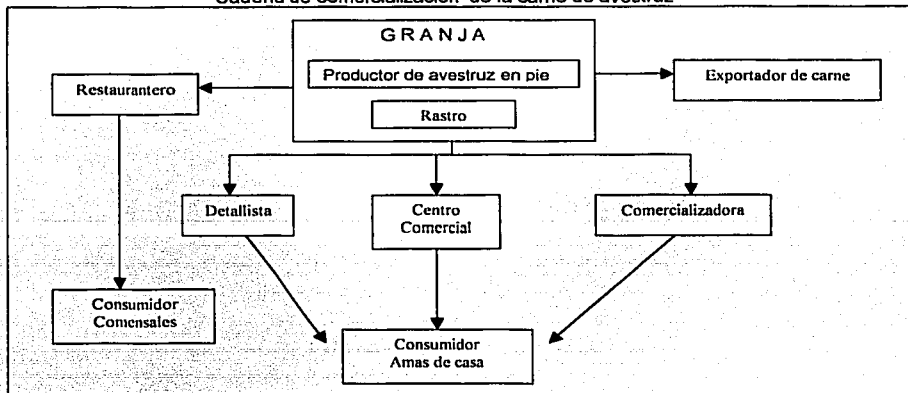 Cadena de comercialización de la carne de avestruz
GRANJA
Productor de avestruz en pie
Rastro
Restaurantero
Exportador de carne
Detallista
Centro
Comercial
Comercializadora
Consumidor
Comensales
Consumidor
Amas de casa